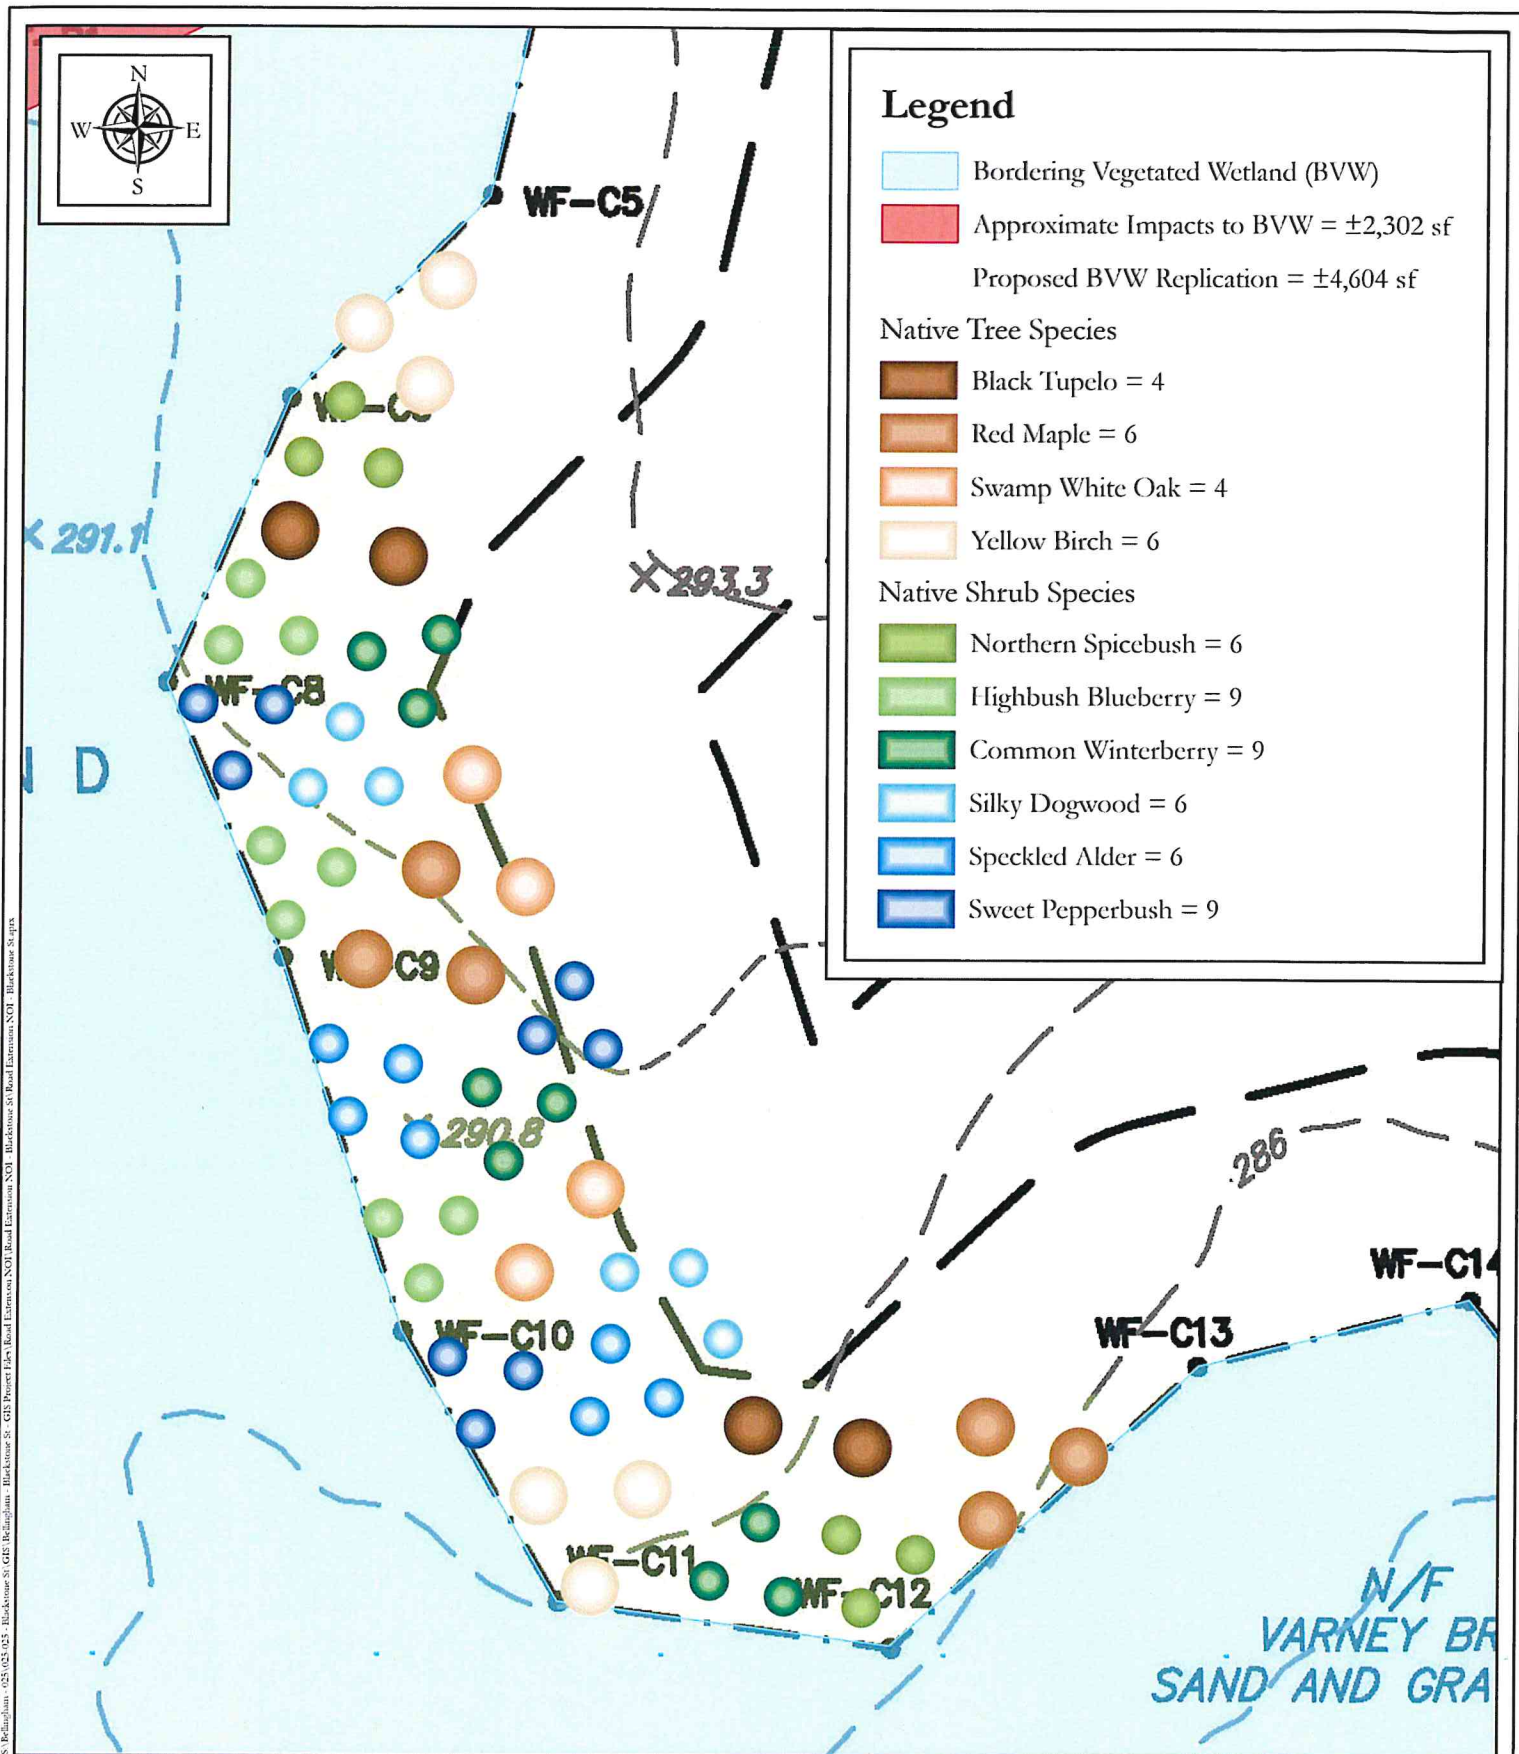 N
W E
S
Legend
Bordering Vegetated Wetland (BVW)
Approximate Impacts to BVW = ±2,302 sf
Proposed BVW Replication = ±4,604 sf
Native Tree Species
Black Tupelo = 4
Red Maple = 6
Swamp White Oak = 4
Yellow Birch = 6
Native Shrub Species
Northern Spicebush = 6
Highbush Blueberry = 9
Common Winterberry = 9
Silky Dogwood = 6
Speckled Alder = 6
Sweet Pepperbush = 9
WF-C5
291.1
293.3
WF-C8
D
C9
290.8
WF-C10
286
WF-C14
WF-C13
WF-C11
WF-C12
N/F
VARNEY BR
SAND AND GRA